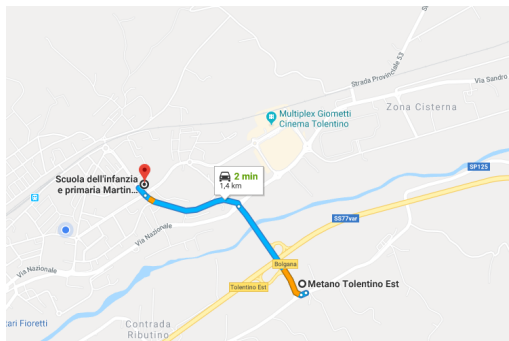 Strada Provinciale 53
Via Sandro
Multiplex Giometti
Cinema Tolentino
Zona Cisterna
Scuola dell'infanzia
e primaria Martin...
2 min
1,4 km
SP125
SS77var
Via Nazionale
Via Nazionale
Bolgana
Tolentino Est
Metano Tolentino Est
tari Fioretti
Contrada
Ributino